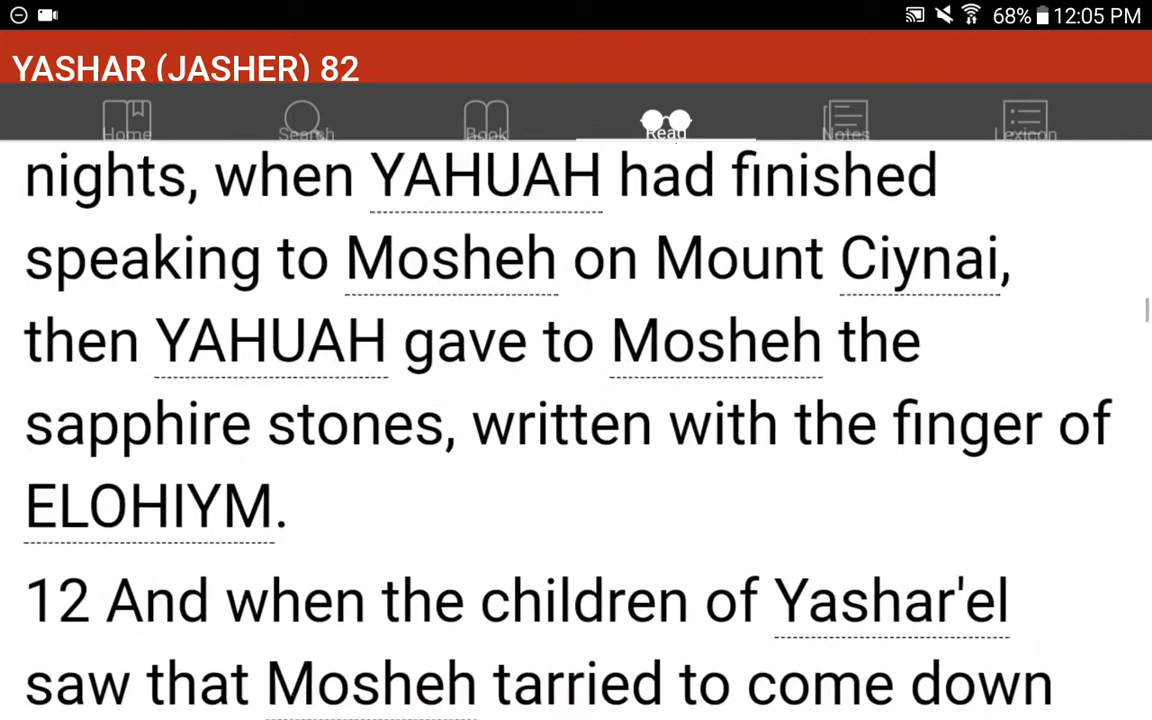 68% 12:05 PM
YASHAR (JASHER) 82
Home Search Book Read Notes Lexicon
nights, when YAHUAH had finished
speaking to Mosheh on Mount Ciynai,
then YAHUAH gave to Mosheh the
sapphire stones, written with the finger of
ELOHIYM.
12 And when the children of Yashar'el
saw that Mosheh tarried to come down